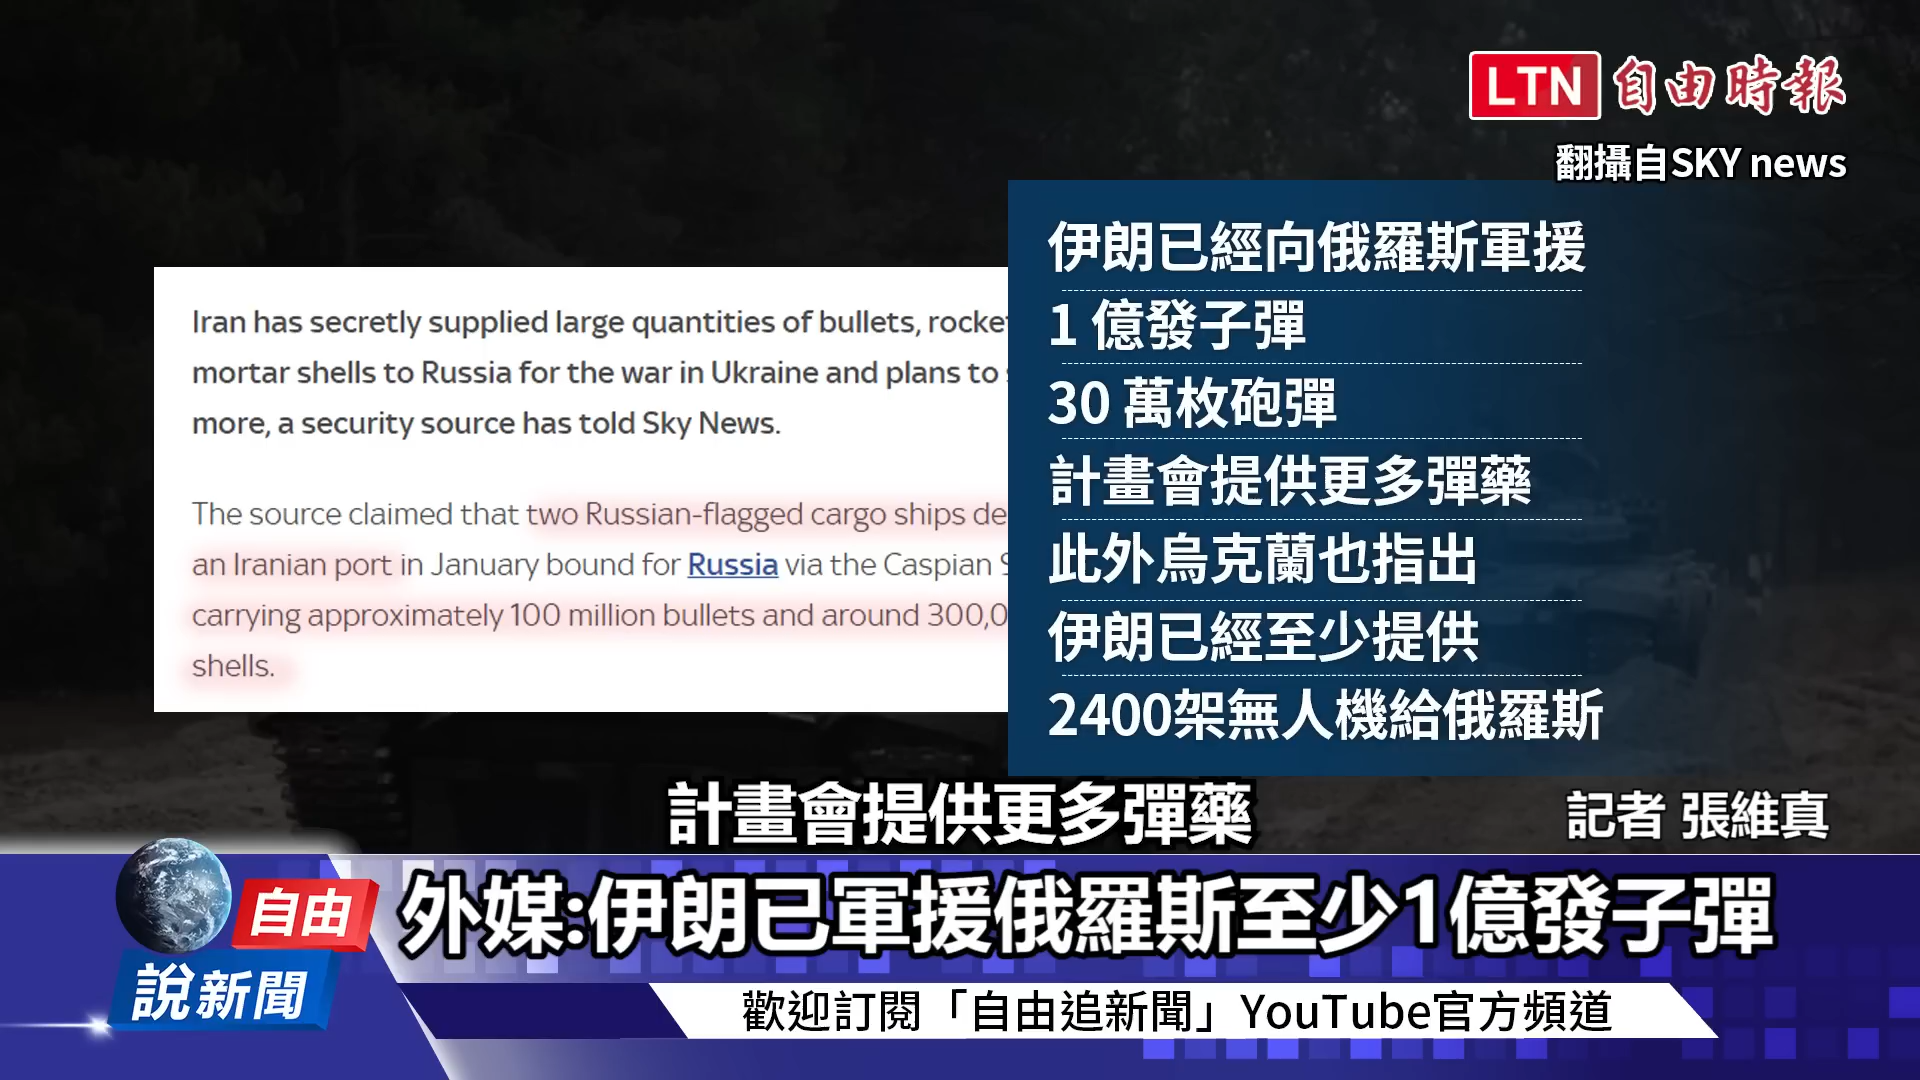 LTN 自由時報
翻攝自SKY news
Iran has secretly supplied large quantities of bullets,
mortar shells to Russia for the war in Ukraine and plans to
more, a security source has told Sky News.
The source claimed that two Russian-flagged cargo ships
an Iranian port in January bound for Russia via the Caspian
carrying approximately 100 million bullets and around
shells.
伊朗已經向俄羅斯軍援
1 億發子彈
30 萬枚砲彈
計畫會提供更多彈藥
此外烏克蘭也指出
伊朗已經至少提供
2400架無人機給俄羅斯
計畫會提供更多彈藥
記者 張維真
自由
說新聞
外媒:伊朗已軍援俄羅斯至少1億發子彈
歡迎訂閱「自由追新聞」YouTube官方頻道